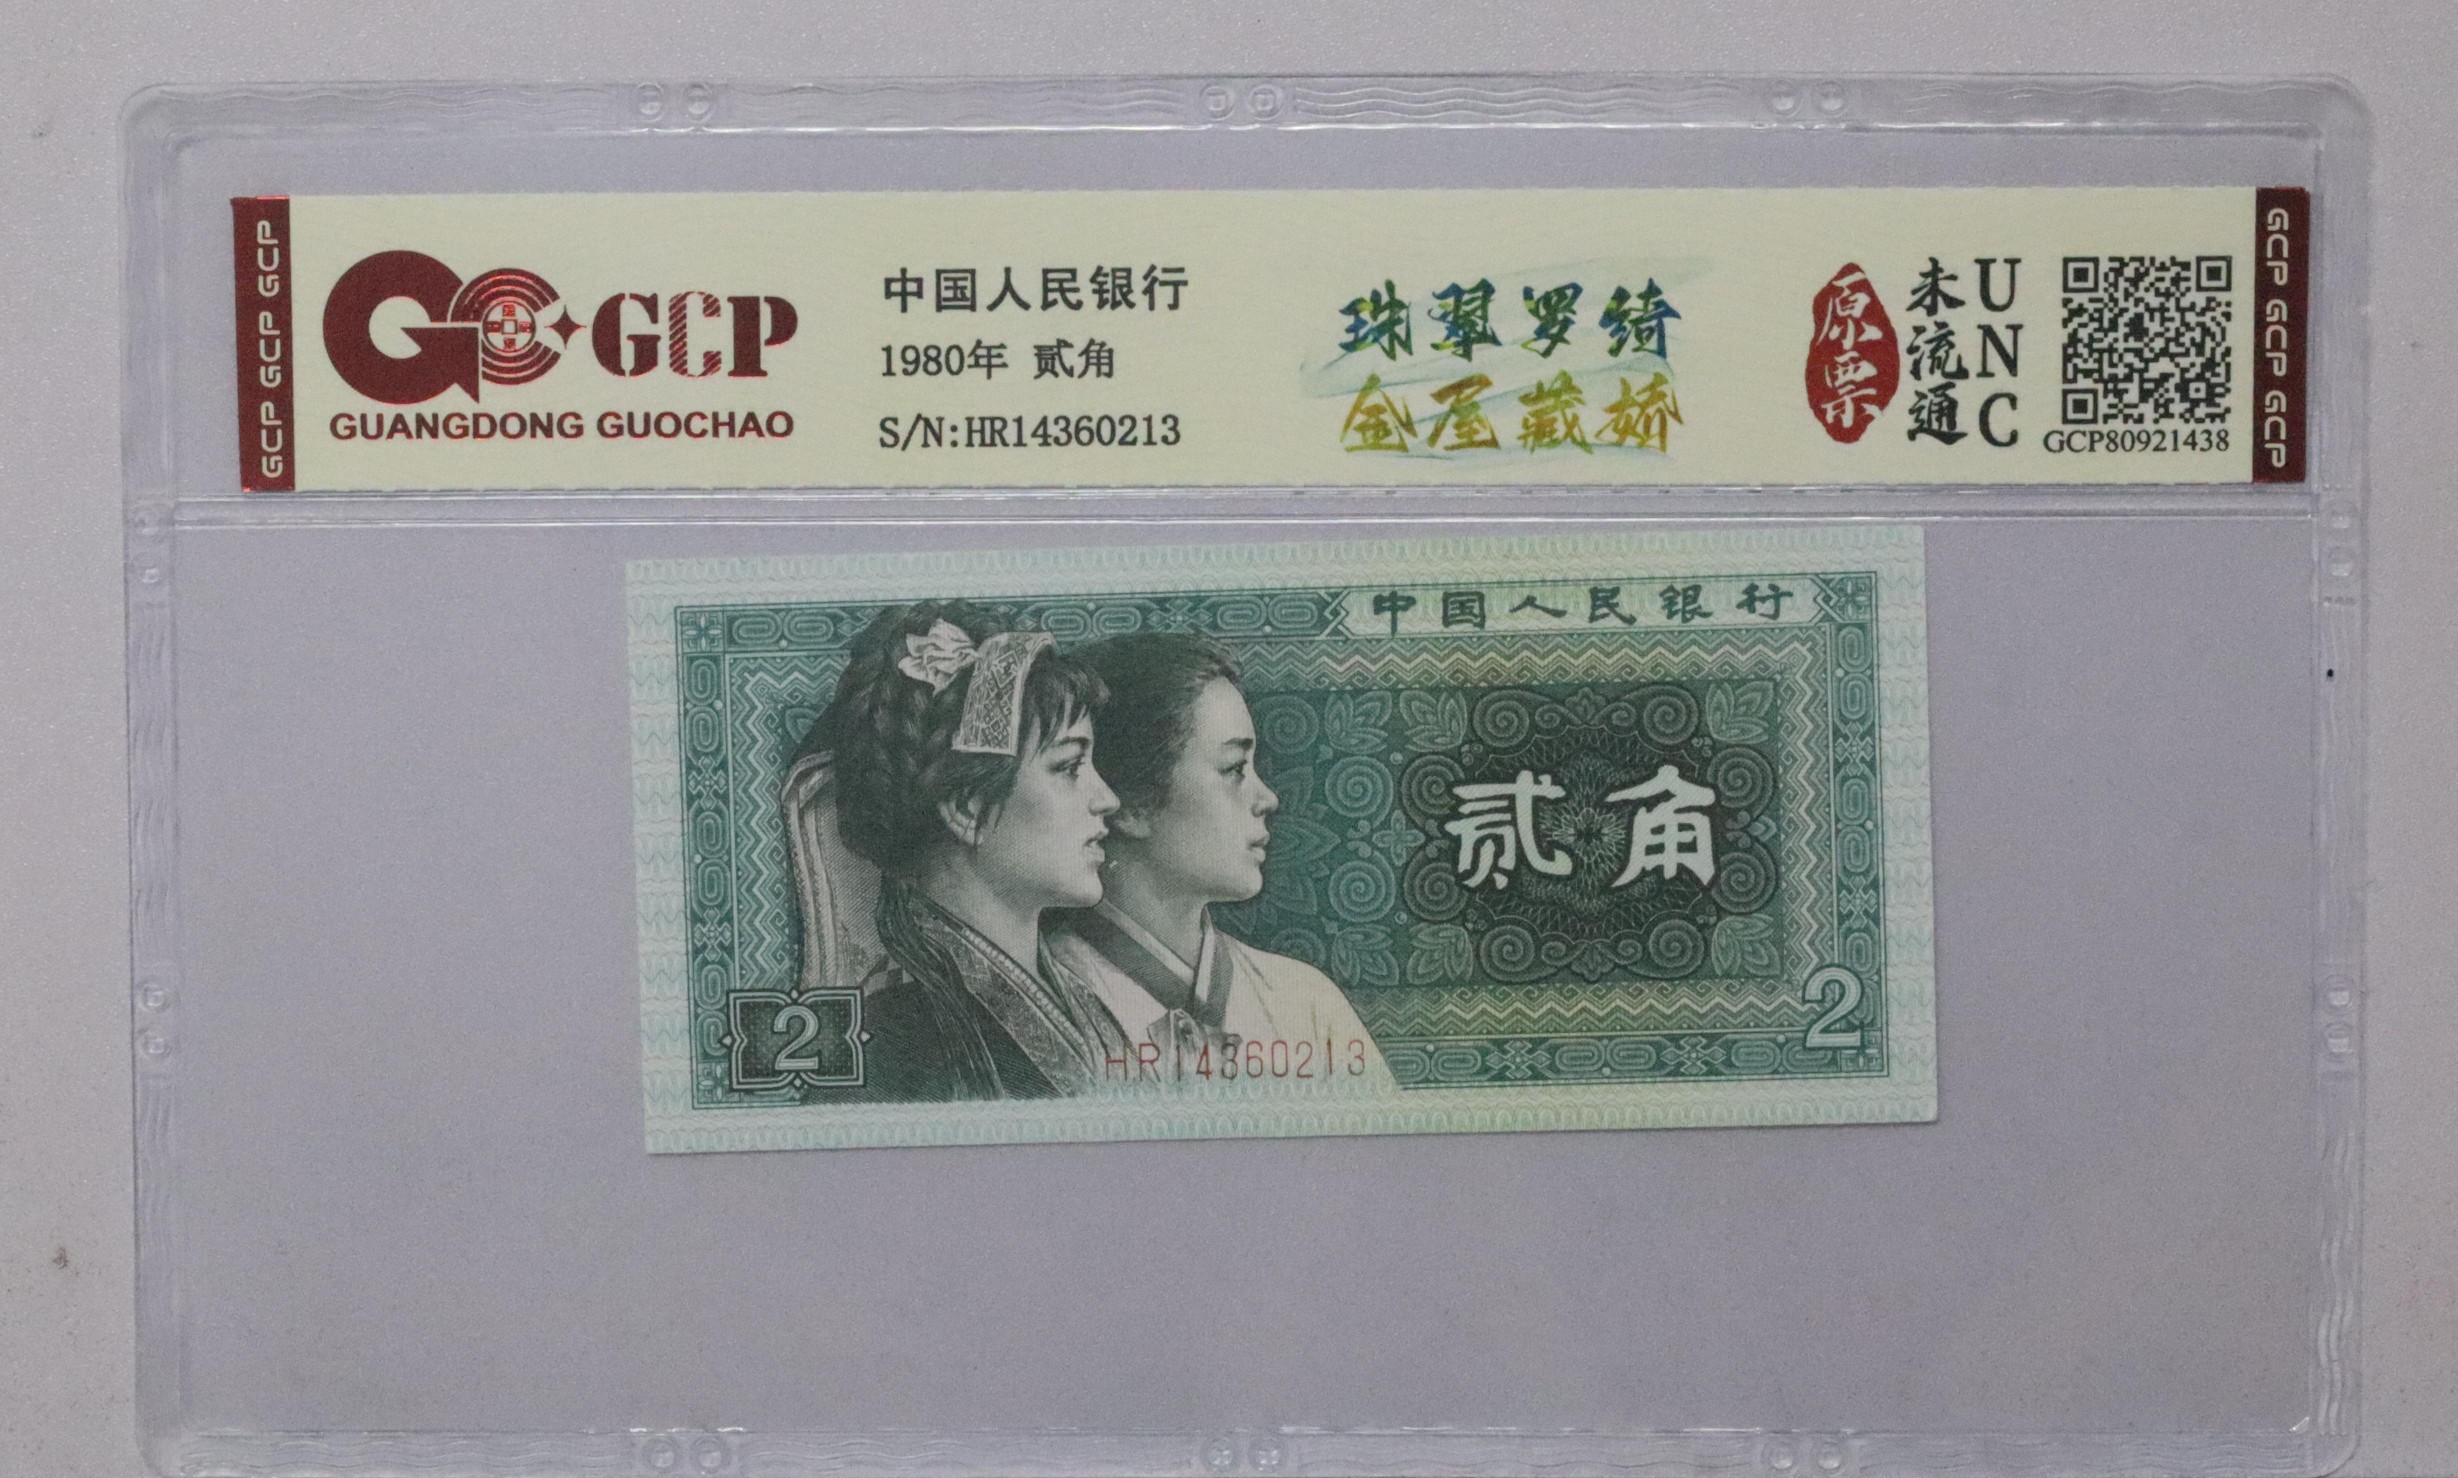 GCP GCP GCP
GCP
GUANGDONG GUOCHAO
中国人民银行
1980年 贰角
S/N:HR14360213
珠翠罗绮
金屋藏娇
原票
未流通
UNC
GCP80921438
GCP GCP GCP
中国人民银行
贰角
2
2
HR14360213